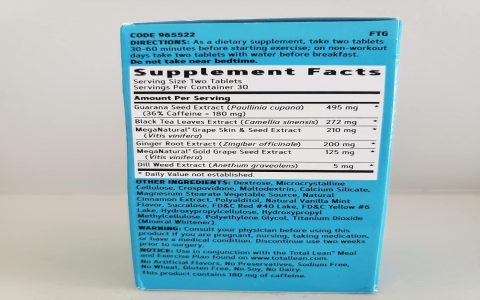 CODE 965522 FTG
DIRECTIONS: As a dietary supplement, take two tablets
30-60 minutes before starting exercise; on non-workout
days take two tablets with water before breakfast.
Do not take near bedtime.
Supplement Facts
Serving Size Two Tablets
Servings Per Container 30
Amount Per Serving
Guarana Seed Extract (Paullinia cupana) 495 mg *
(36% Caffeine = 180 mg)
Black Tea Leaves Extract (Camellia sinensis) 272 mg *
MegaNatural® Grape Skin & Seed Extract 210 mg *
(Vitis vinifera)
Ginger Root Extract (Zingiber officinale) 200 mg *
MegaNatural® Gold Grape Seed Extract 125 mg *
(Vitis vinifera)
Dill Weed Extract (Anethum graveolens) 5 mg *
* Daily Value not established.
OTHER INGREDIENTS: Dextrose, Microcrystalline
Cellulose, Crospovidone, Maltodextrin, Calcium Silicate,
Magnesium Stearate Vegetable Source, Natural
Cinnamon Extract, Polyalditol, Natural Vanilla Mint
Flavor, Sucralose, FD&C Red #40 Lake, FD&C Yellow #6
Lake, Hydroxypropylcellulose, Hydroxypropyl
Methylcellulose, Polyethylene Glycol, Titanium Dioxide
(Mineral Whitener).
WARNING: Consult your physician before using this
product if you are pregnant, nursing, taking medication,
or have a medical condition. Discontinue use two weeks
prior to surgery.
NOTICE: Use in conjunction with the Total Lean™ Meal
and Exercise Plan found on www.totallean.com.
No Artificial Flavors, No Preservatives, Sodium Free,
No Wheat, Gluten Free, No Soy, No Dairy.
This product contains 180 mg of caffeine.